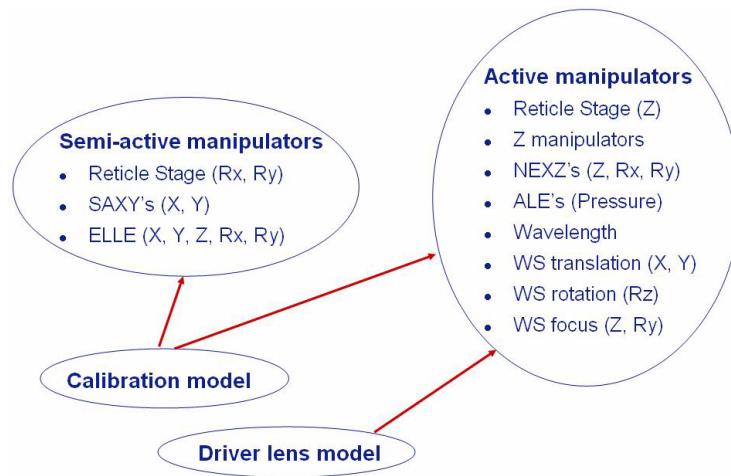 Semi-active manipulators
• Reticle Stage (Rx, Ry)
• SAXY's (X, Y)
• ELLE (X, Y, Z, Rx, Ry)
Active manipulators
• Reticle Stage (Z)
• Z manipulators
• NEXZ's (Z, Rx, Ry)
• ALE's (Pressure)
• Wavelength
• WS translation (X, Y)
• WS rotation (Rz)
• WS focus (Z, Ry)
Calibration model
Driver lens model